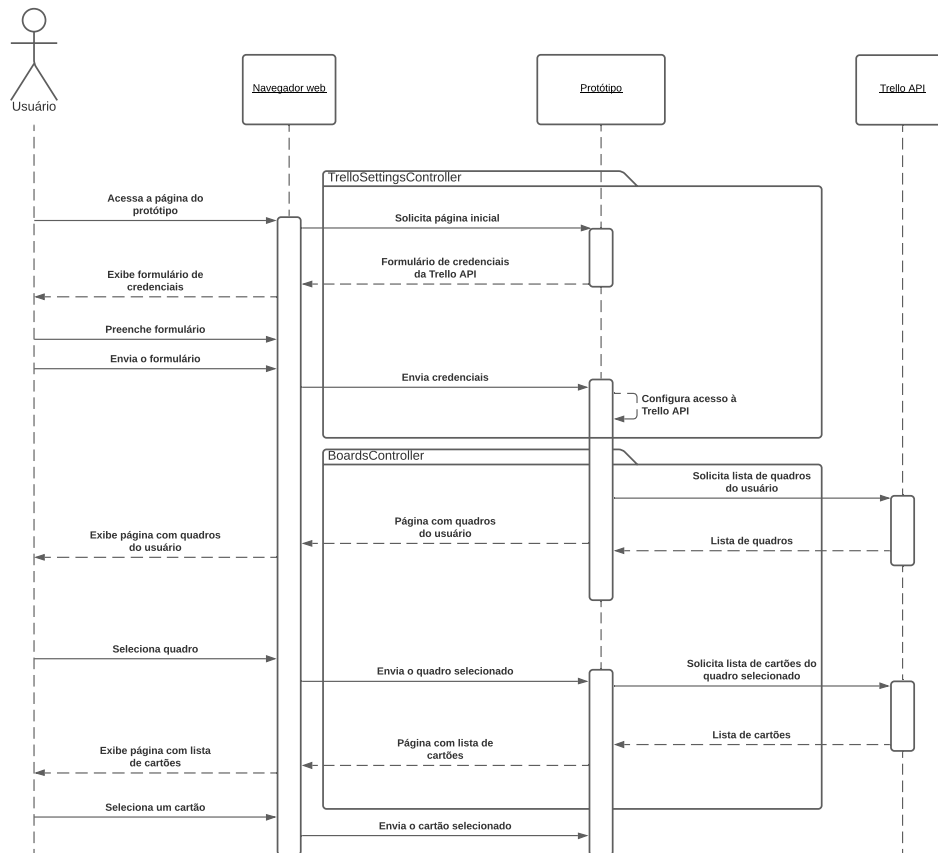 Usuário
Navegador web
Protótipo
Trello API
TrelloSettingsController
Acessa a página do
protótipo
Solicita página inicial
Formulário de credenciais
da Trello API
Exibe formulário de
credenciais
Preenche formulário
Envia o formulário
Envia credenciais
Configura acesso à
Trello API
BoardsController
Solicita lista de quadros
do usuário
Página com quadros
do usuário
Exibe página com quadros
do usuário
Lista de quadros
Seleciona quadro
Envia o quadro selecionado
Solicita lista de cartões do
quadro selecionado
Lista de cartões
Página com lista de
cartões
Exibe página com lista
de cartões
Seleciona um cartão
Envia o cartão selecionado